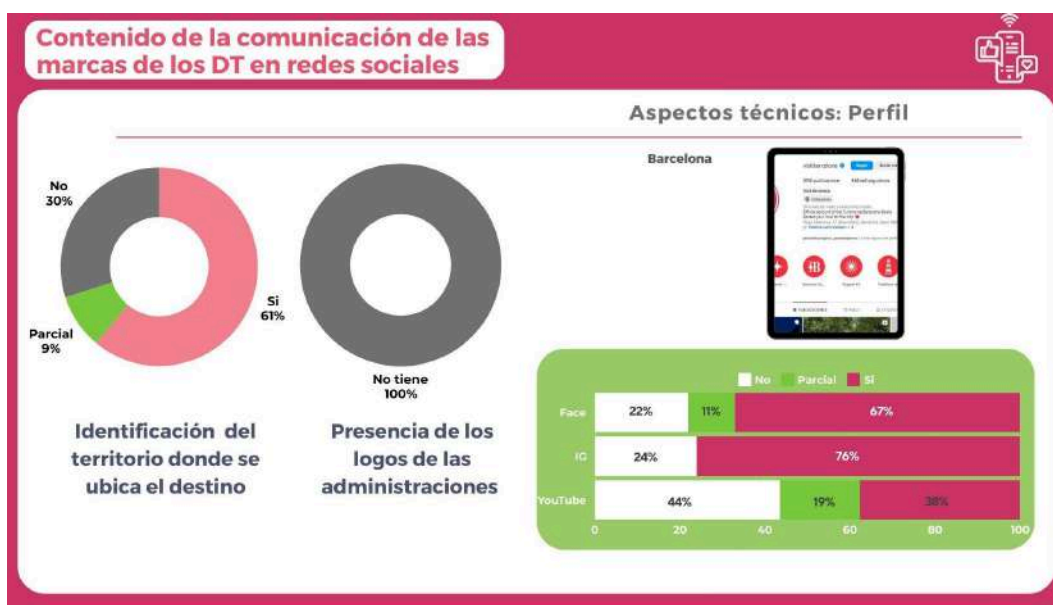 Contenido de la comunicación de las
marcas de los DT en redes sociales
Aspectos técnicos: Perfil
Barcelona
No
30%
Si
61%
Parcial
9%
No tiene
100%
Identificación del
territorio donde se
ubica el destino
Presencia de los
logos de las
administraciones
No Parcial Si
Face 22% 11% 67%
IG 24% 76%
YouTube 44% 19% 38%
0 20 40 60 80 100